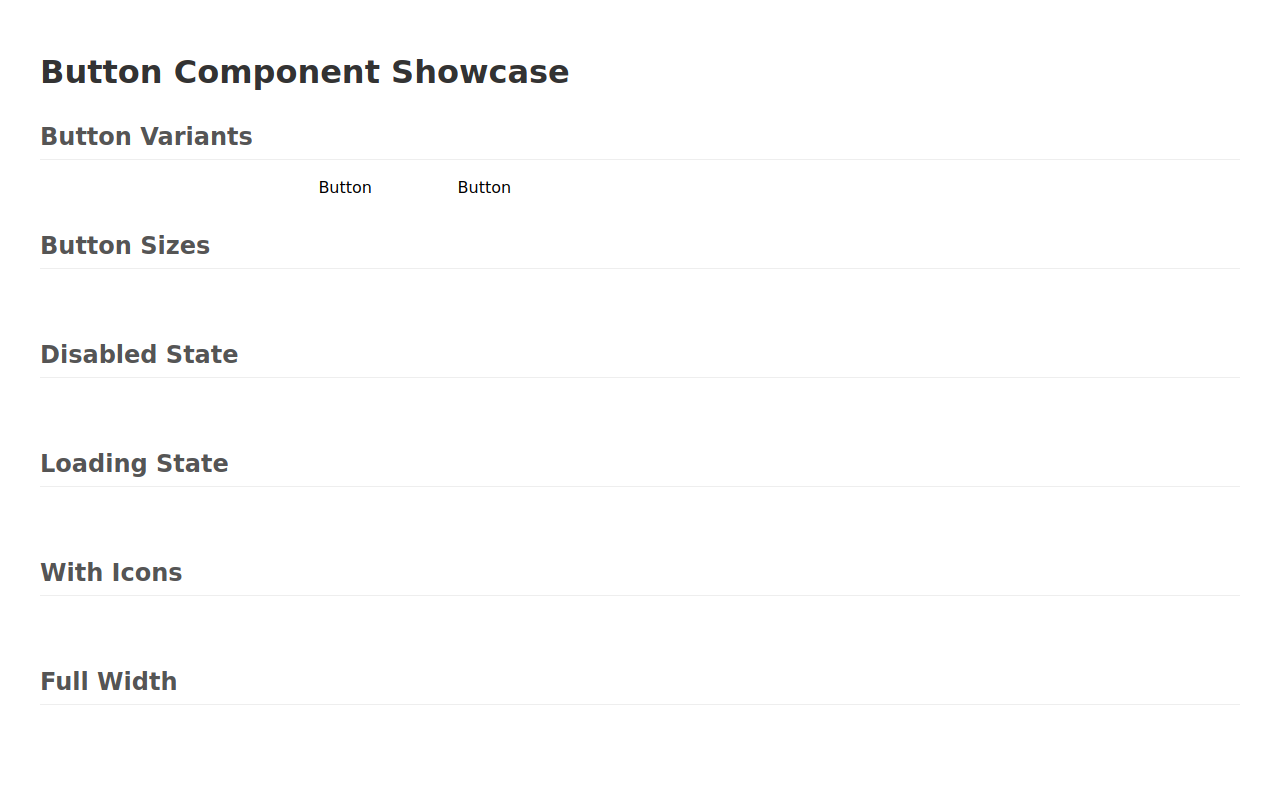 Button Component Showcase
Button Variants
Button Button
Button Sizes
Disabled State
Loading State
With Icons
Full Width